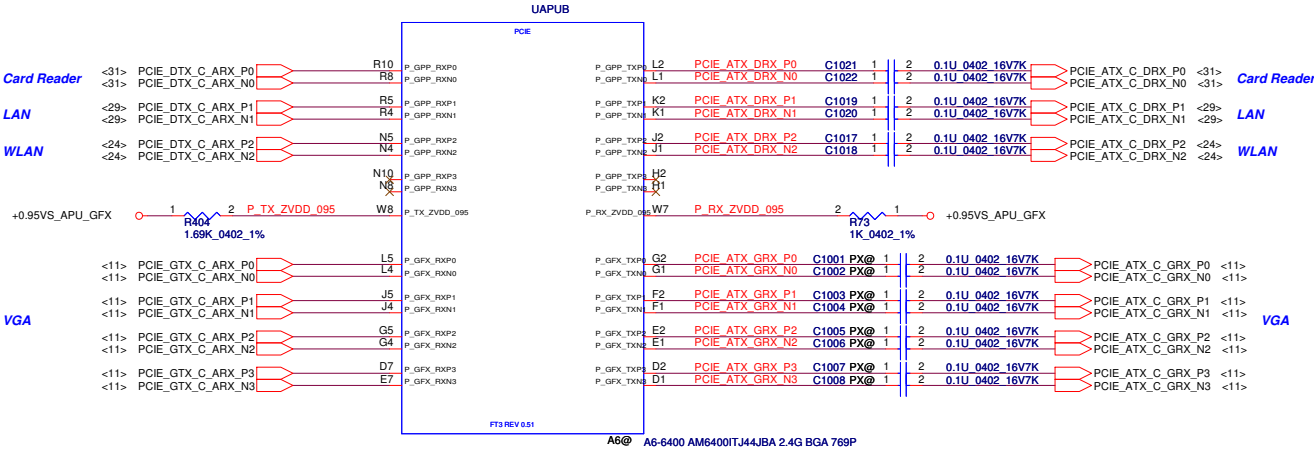 UAPUB
PCIE
Card Reader <31> PCIE_DTX_C_ARX_P0 R10 P_GPP_RXP0 P_GPP_TXP0 L2 PCIE_ATX_DRX_P0 C1021 1 2 0.1U_0402_16V7K PCIE_ATX_C_DRX_P0 <31> Card Reader
<31> PCIE_DTX_C_ARX_N0 R8 P_GPP_RXN0 P_GPP_TXN0 L1 PCIE_ATX_DRX_N0 C1022 1 2 0.1U_0402_16V7K PCIE_ATX_C_DRX_N0 <31>
LAN <29> PCIE_DTX_C_ARX_P1 R5 P_GPP_RXP1 P_GPP_TXP1 K2 PCIE_ATX_DRX_P1 C1019 1 2 0.1U_0402_16V7K PCIE_ATX_C_DRX_P1 <29> LAN
<29> PCIE_DTX_C_ARX_N1 R4 P_GPP_RXN1 P_GPP_TXN1 K1 PCIE_ATX_DRX_N1 C1020 1 2 0.1U_0402_16V7K PCIE_ATX_C_DRX_N1 <29>
WLAN <24> PCIE_DTX_C_ARX_P2 N5 P_GPP_RXP2 P_GPP_TXP2 J2 PCIE_ATX_DRX_P2 C1017 1 2 0.1U_0402_16V7K PCIE_ATX_C_DRX_P2 <24> WLAN
<24> PCIE_DTX_C_ARX_N2 N4 P_GPP_RXN2 P_GPP_TXN2 J1 PCIE_ATX_DRX_N2 C1018 1 2 0.1U_0402_16V7K PCIE_ATX_C_DRX_N2 <24>
N10 P_GPP_RXP3 P_GPP_TXP3 H2
N8 P_GPP_RXN3 P_GPP_TXN3 H1
+0.95VS_APU_GFX 1 2 P_TX_ZVDD_095 W8 P_TX_ZVDD_095 P_RX_ZVDD_095 W7 P_RX_ZVDD_095 2 1 +0.95VS_APU_GFX
R404 R73
1.69K_0402_1% 1K_0402_1%
<11> PCIE_GTX_C_ARX_P0 L5 P_GFX_RXP0 P_GFX_TXP0 G2 PCIE_ATX_GRX_P0 C1001 PX@ 1 2 0.1U_0402_16V7K PCIE_ATX_C_GRX_P0 <11>
<11> PCIE_GTX_C_ARX_N0 L4 P_GFX_RXN0 P_GFX_TXN0 G1 PCIE_ATX_GRX_N0 C1002 PX@ 1 2 0.1U_0402_16V7K PCIE_ATX_C_GRX_N0 <11>
<11> PCIE_GTX_C_ARX_P1 J5 P_GFX_RXP1 P_GFX_TXP1 F2 PCIE_ATX_GRX_P1 C1003 PX@ 1 2 0.1U_0402_16V7K PCIE_ATX_C_GRX_P1 <11>
<11> PCIE_GTX_C_ARX_N1 J4 P_GFX_RXN1 P_GFX_TXN1 F1 PCIE_ATX_GRX_N1 C1004 PX@ 1 2 0.1U_0402_16V7K PCIE_ATX_C_GRX_N1 <11>
VGA VGA
<11> PCIE_GTX_C_ARX_P2 G5 P_GFX_RXP2 P_GFX_TXP2 E2 PCIE_ATX_GRX_P2 C1005 PX@ 1 2 0.1U_0402_16V7K PCIE_ATX_C_GRX_P2 <11>
<11> PCIE_GTX_C_ARX_N2 G4 P_GFX_RXN2 P_GFX_TXN2 E1 PCIE_ATX_GRX_N2 C1006 PX@ 1 2 0.1U_0402_16V7K PCIE_ATX_C_GRX_N2 <11>
<11> PCIE_GTX_C_ARX_P3 D7 P_GFX_RXP3 P_GFX_TXP3 D2 PCIE_ATX_GRX_P3 C1007 PX@ 1 2 0.1U_0402_16V7K PCIE_ATX_C_GRX_P3 <11>
<11> PCIE_GTX_C_ARX_N3 E7 P_GFX_RXN3 P_GFX_TXN3 D1 PCIE_ATX_GRX_N3 C1008 PX@ 1 2 0.1U_0402_16V7K PCIE_ATX_C_GRX_N3 <11>
FT3 REV 0.51
A6@ A6-6400 AM6400ITJ44JBA 2.4G BGA 769P